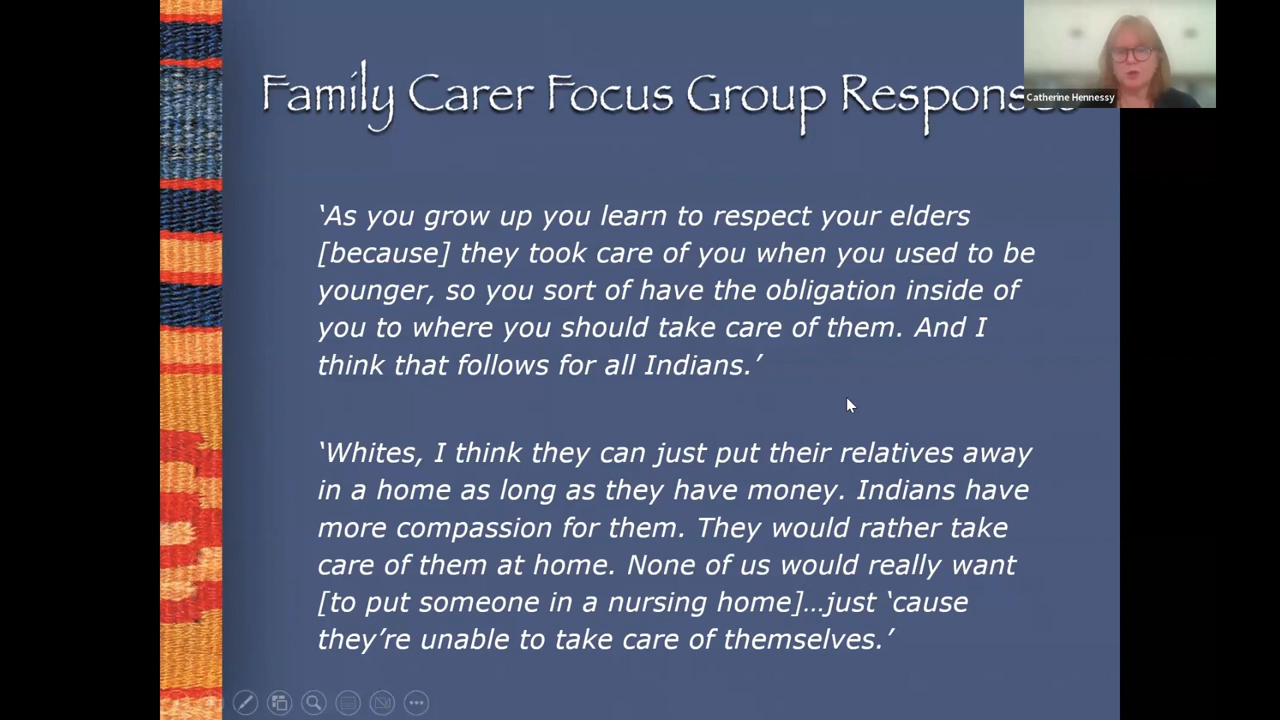 Family Carer Focus Group Respons
Catherine Hennessy
‘As you grow up you learn to respect your elders
[because] they took care of you when you used to be
younger, so you sort of have the obligation inside of
you to where you should take care of them. And I
think that follows for all Indians.’
‘Whites, I think they can just put their relatives away
in a home as long as they have money. Indians have
more compassion for them. They would rather take
care of them at home. None of us would really want
[to put someone in a nursing home]…just ‘cause
they’re unable to take care of themselves.’